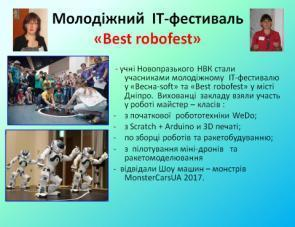 Молодіжний ІТ-фестиваль
«Best robofest»
- учні Новопразького НВК стали
учасниками молодіжному ІТ-фестивалю
у «Весна-soft» та «Best robofest» у місті
Дніпро. Вихованці закладу взяли участь
у роботі майстер – класів :
- з початкової робототехніки WeDo;
- з Scratch + Arduino и 3D печаті;
- по зборці роботів та ракетобудуванню;
- з пілотування міні-дронів та
ракетомоделювання
- відвідали Шоу машин – монстрів
MonsterCarsUA 2017.